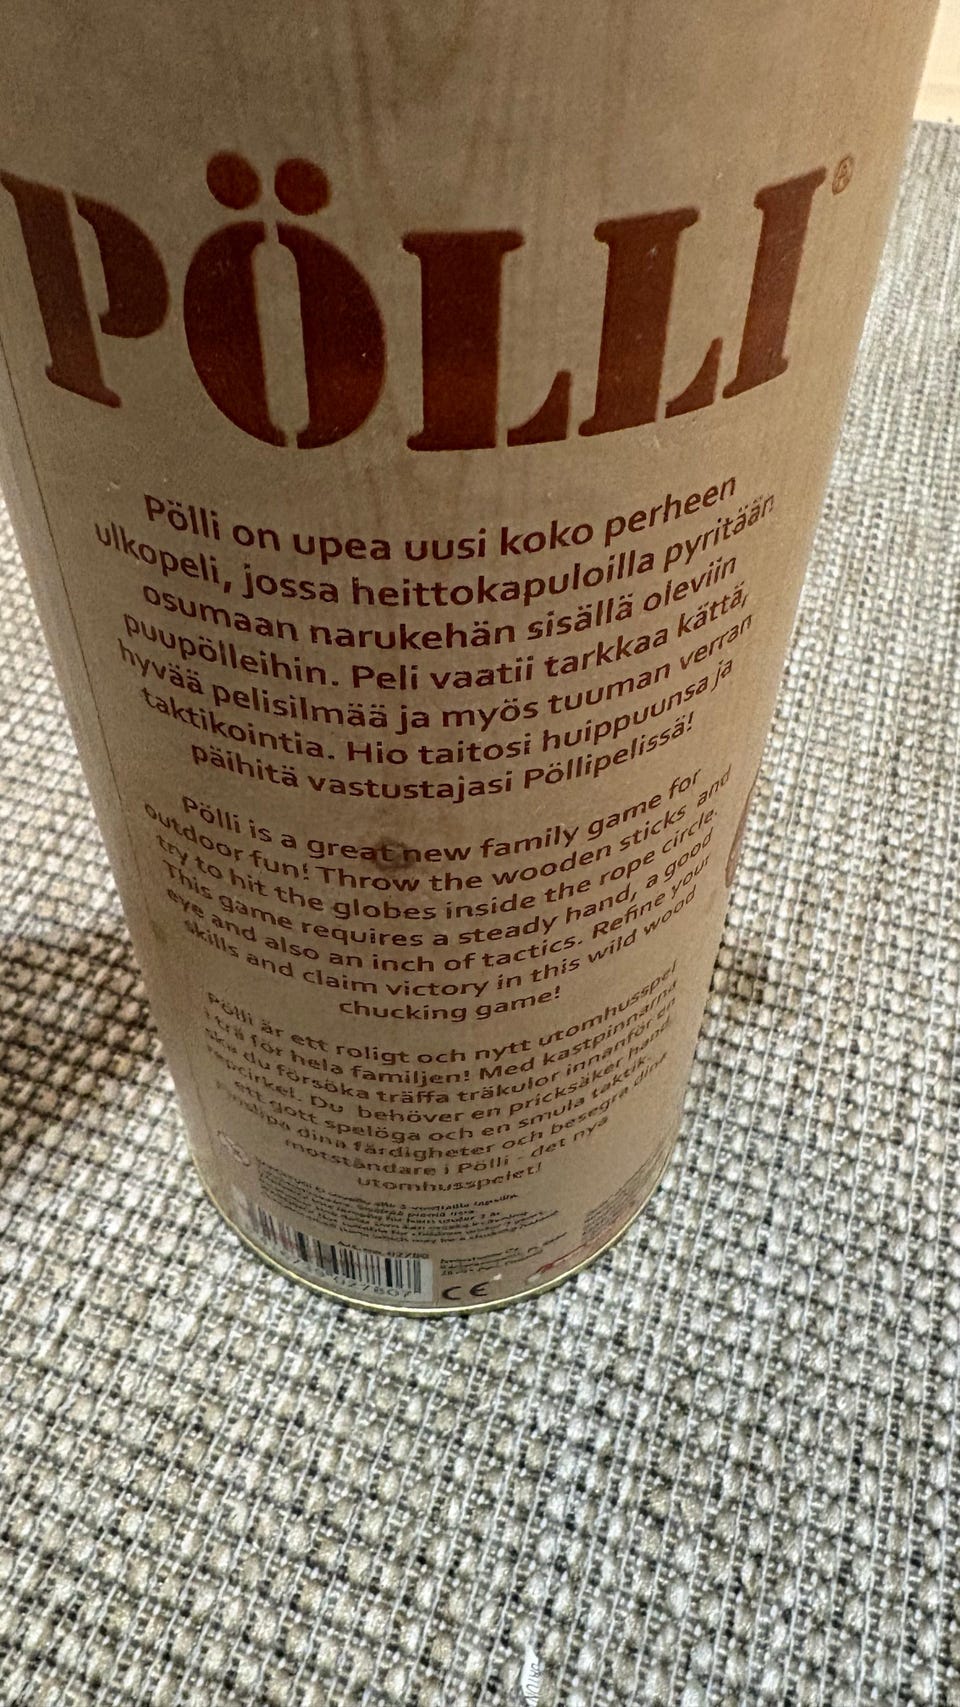 PÖLLI®
Pölli on upea uusi koko perheen
ulkopeli, jossa heittokapuloilla pyritään
osumaan narukehän sisällä oleviin
puupölleihin. Peli vaatii tarkkaa kättä,
hyvää pelisilmää ja myös tuuman verran
taktikointia. Hio taitosi huippuunsa ja
päihitä vastustajasi Pöllipelissä!
Pölli is a great new family game for
outdoor fun! Throw the wooden sticks and
try to hit the globes inside the rope circle.
This game requires a steady hand, a good
eye and also an inch of tactics. Refine your
skills and claim victory in this wild wood
chucking game!
Pölli är ett roligt och nytt utomhusspel
i trä för hela familjen! Med kastpinnarna
ska du försöka träffa träkulor innanför en
repcirkel. Du behöver en pricksäker hand,
ett gott spelöga och en smula taktik.
dina färdigheter och besegra dina
motståndare i Pölli - det nya
utomhusspelet!
Art. no. 02780
027807
CE